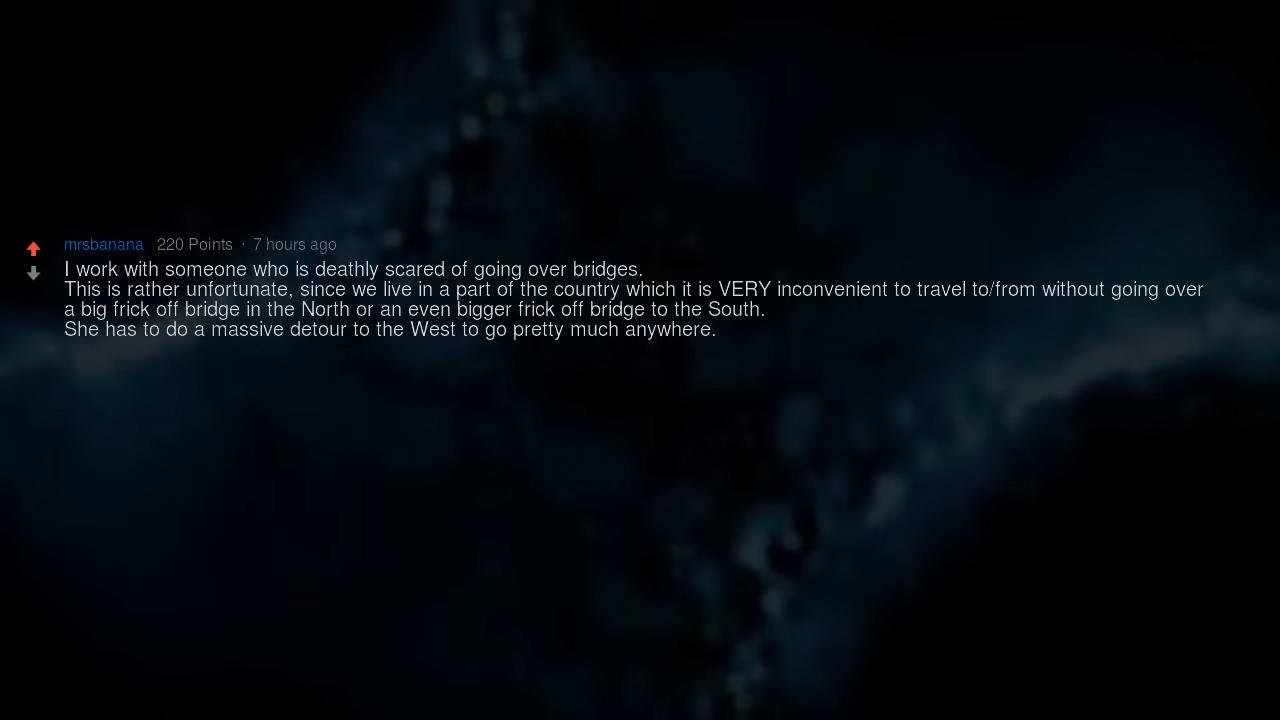 mrsbanana 220 Points · 7 hours ago
I work with someone who is deathly scared of going over bridges.
This is rather unfortunate, since we live in a part of the country which it is VERY inconvenient to travel to/from without going over
a big frick off bridge in the North or an even bigger frick off bridge to the South.
She has to do a massive detour to the West to go pretty much anywhere.